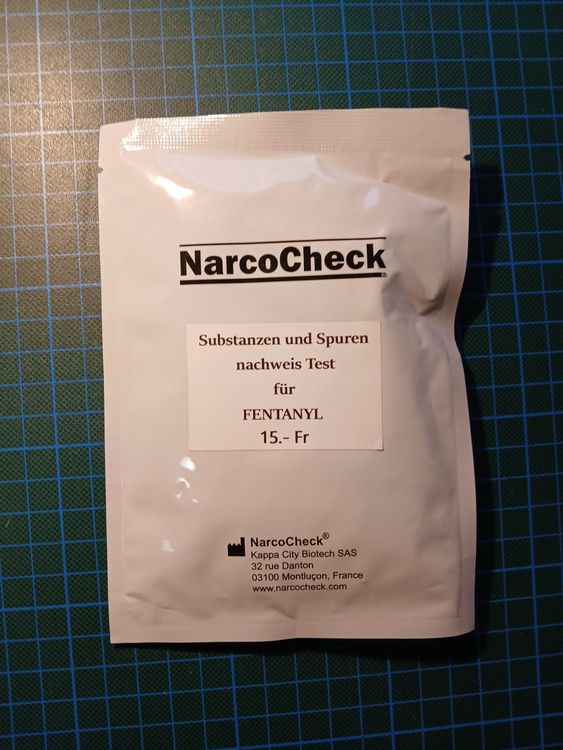 NarcoCheck®
Substanzen und Spuren
nachweis Test
für
FENTANYL
15.- Fr
NarcoCheck®
Kappa City Biotech SAS
32 rue Danton
03100 Montluçon, France
www.narcocheck.com